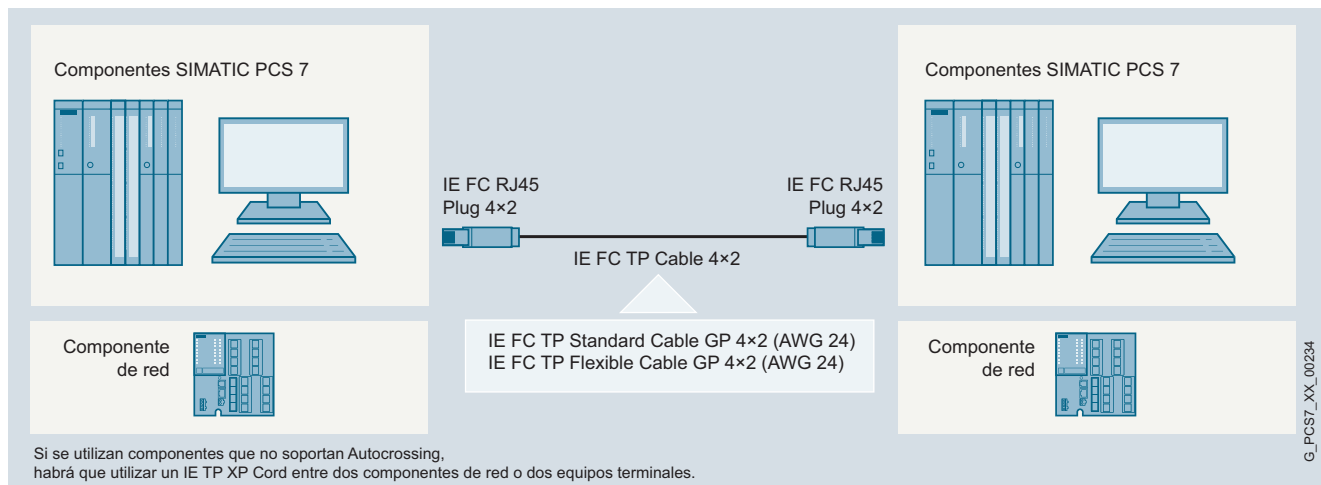 Componentes SIMATIC PCS 7
Componentes SIMATIC PCS 7
IE FC RJ45
Plug 4×2
IE FC RJ45
Plug 4×2
IE FC TP Cable 4×2
IE FC TP Standard Cable GP 4×2 (AWG 24)
IE FC TP Flexible Cable GP 4×2 (AWG 24)
Componente
de red
Componente
de red
Si se utilizan componentes que no soportan Autocrossing,
habrá que utilizar un IE TP XP Cord entre dos componentes de red o dos equipos terminales.
G_PCS7_XX_00234